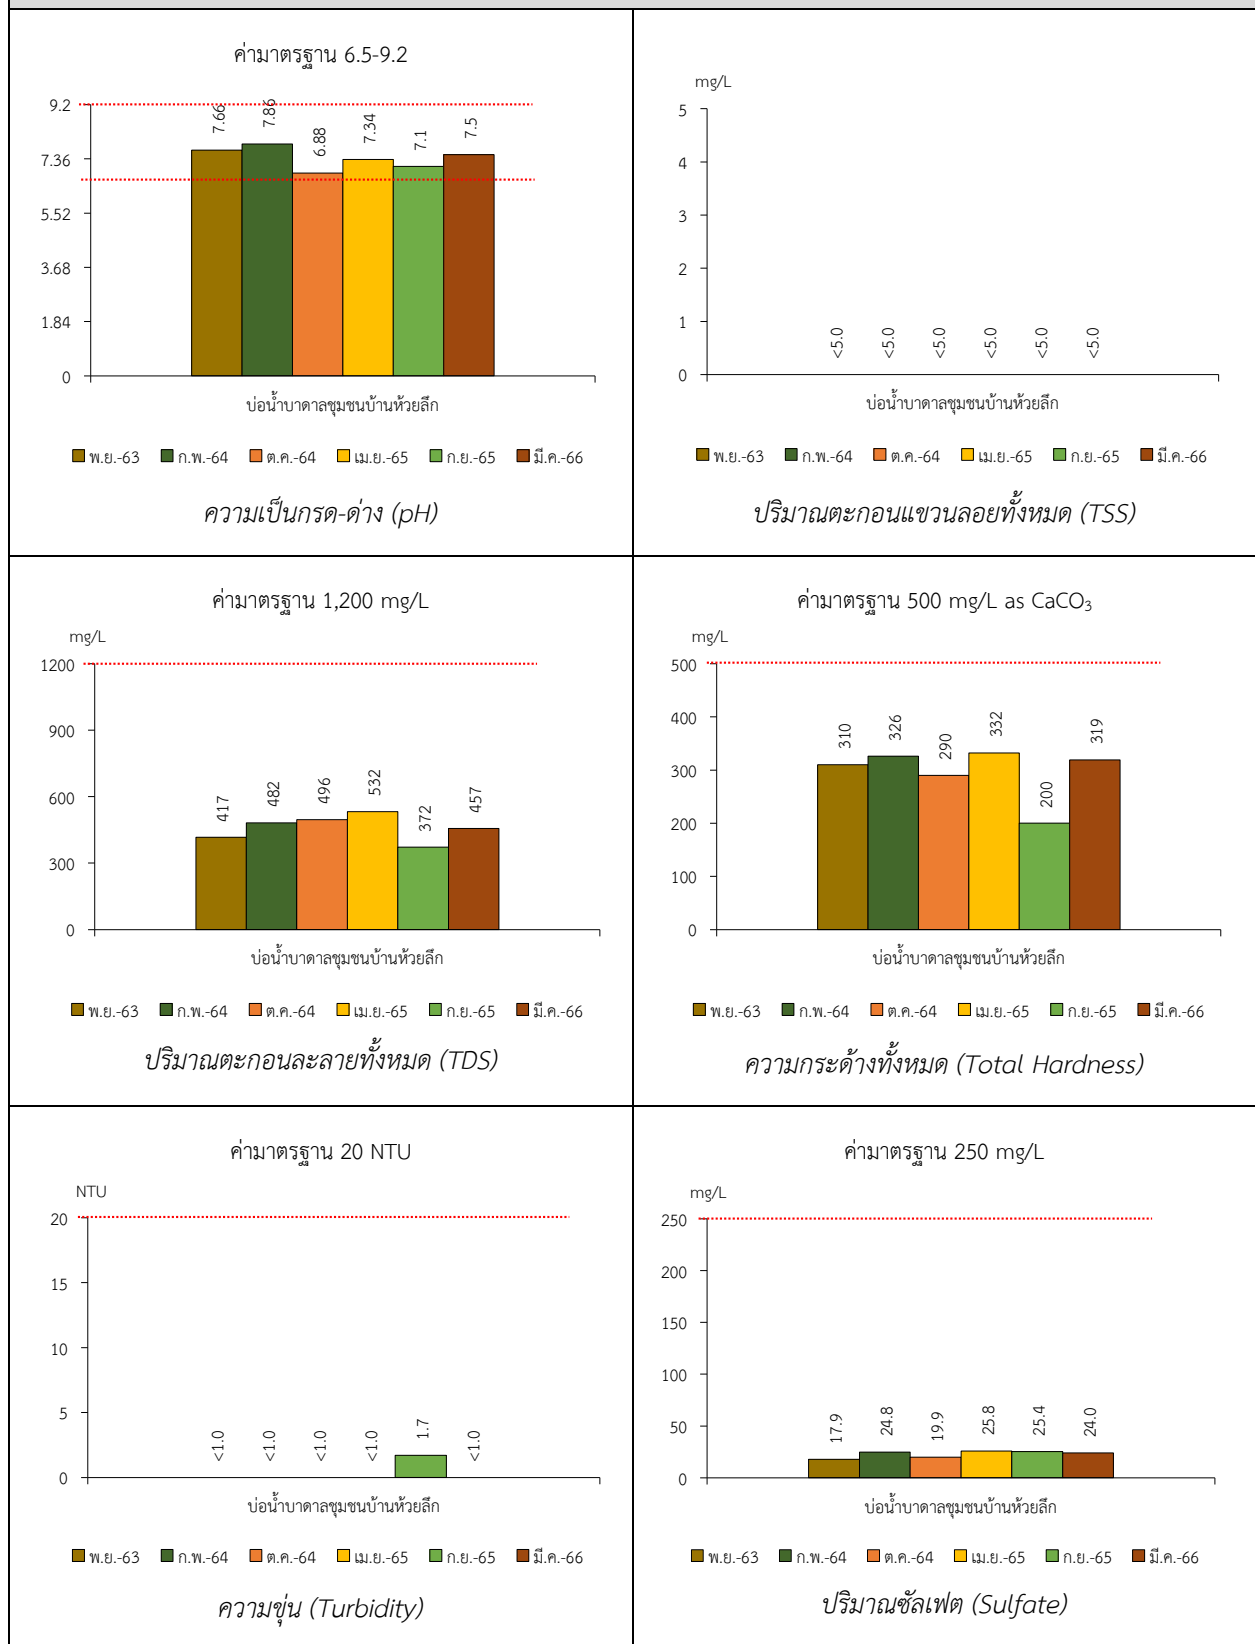 ค่ามาตรฐาน 6.5-9.2
9.2
7.36
5.52
3.68
1.84
0
7.66
7.86
6.88
7.34
7.1
7.5
บ่อน้ำบาดาลชุมชนบ้านห้วยลึก
พ.ย.-63 ก.พ.-64 ต.ค.-64 เม.ย.-65 ก.ย.-65 มี.ค.-66
ความเป็นกรด-ด่าง (pH)
mg/L
5
4
3
2
1
0
<5.0
<5.0
<5.0
<5.0
<5.0
<5.0
บ่อน้ำบาดาลชุมชนบ้านห้วยลึก
พ.ย.-63 ก.พ.-64 ต.ค.-64 เม.ย.-65 ก.ย.-65 มี.ค.-66
ปริมาณตะกอนแขวนลอยทั้งหมด (TSS)
ค่ามาตรฐาน 1,200 mg/L
mg/L
1200
900
600
300
0
417
482
496
532
372
457
บ่อน้ำบาดาลชุมชนบ้านห้วยลึก
พ.ย.-63 ก.พ.-64 ต.ค.-64 เม.ย.-65 ก.ย.-65 มี.ค.-66
ปริมาณตะกอนละลายทั้งหมด (TDS)
ค่ามาตรฐาน 500 mg/L as CaCO₃
mg/L
500
400
300
200
100
0
310
326
290
332
200
319
บ่อน้ำบาดาลชุมชนบ้านห้วยลึก
พ.ย.-63 ก.พ.-64 ต.ค.-64 เม.ย.-65 ก.ย.-65 มี.ค.-66
ความกระด้างทั้งหมด (Total Hardness)
ค่ามาตรฐาน 20 NTU
NTU
20
15
10
5
0
<1.0
<1.0
<1.0
<1.0
1.7
<1.0
บ่อน้ำบาดาลชุมชนบ้านห้วยลึก
พ.ย.-63 ก.พ.-64 ต.ค.-64 เม.ย.-65 ก.ย.-65 มี.ค.-66
ความขุ่น (Turbidity)
ค่ามาตรฐาน 250 mg/L
mg/L
250
200
150
100
50
0
17.9
24.8
19.9
25.8
25.4
24.0
บ่อน้ำบาดาลชุมชนบ้านห้วยลึก
พ.ย.-63 ก.พ.-64 ต.ค.-64 เม.ย.-65 ก.ย.-65 มี.ค.-66
ปริมาณซัลเฟต (Sulfate)